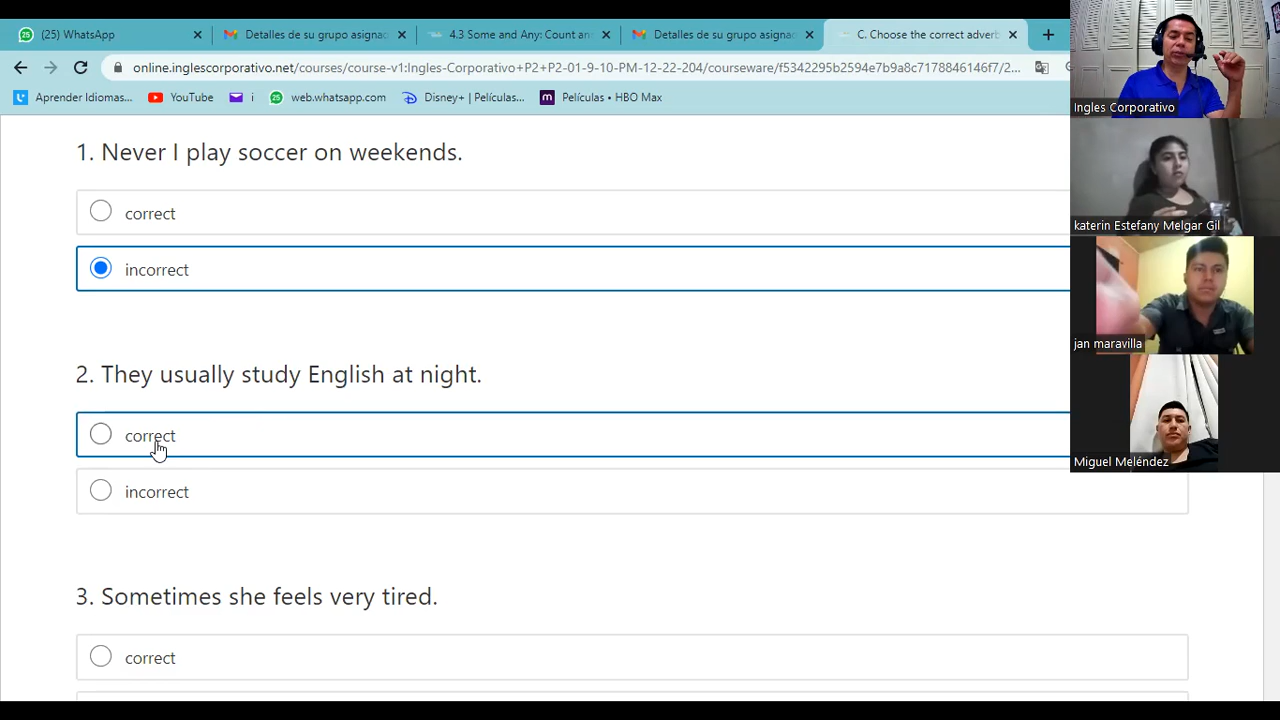 (25) WhatsApp
Detalles de su grupo asigna
Some and Any: Count an
Detalles de su grupo asigna
C. Choose the correct adverb
online.inglescorporativo.net/courses/course-v1:Ingles-Corpor
P2+P2-01-9-10-PM-12-22-204/courseware/f5342295b2594e7b9a8c7178846146f7/2...
Aprender Idiomas...
YouTube
i
web.whatsapp.com
Disney+ | Películas,...
Películas • HBO Max
1. Never I play soccer on weekends.
correct
incorrect
2. They usually study English at night.
correct
incorrect
3. Sometimes she feels very tired.
correct
Ingles Corporativo
katerin Estefany Melgar Gil
jan maravilla
Miguel Meléndez